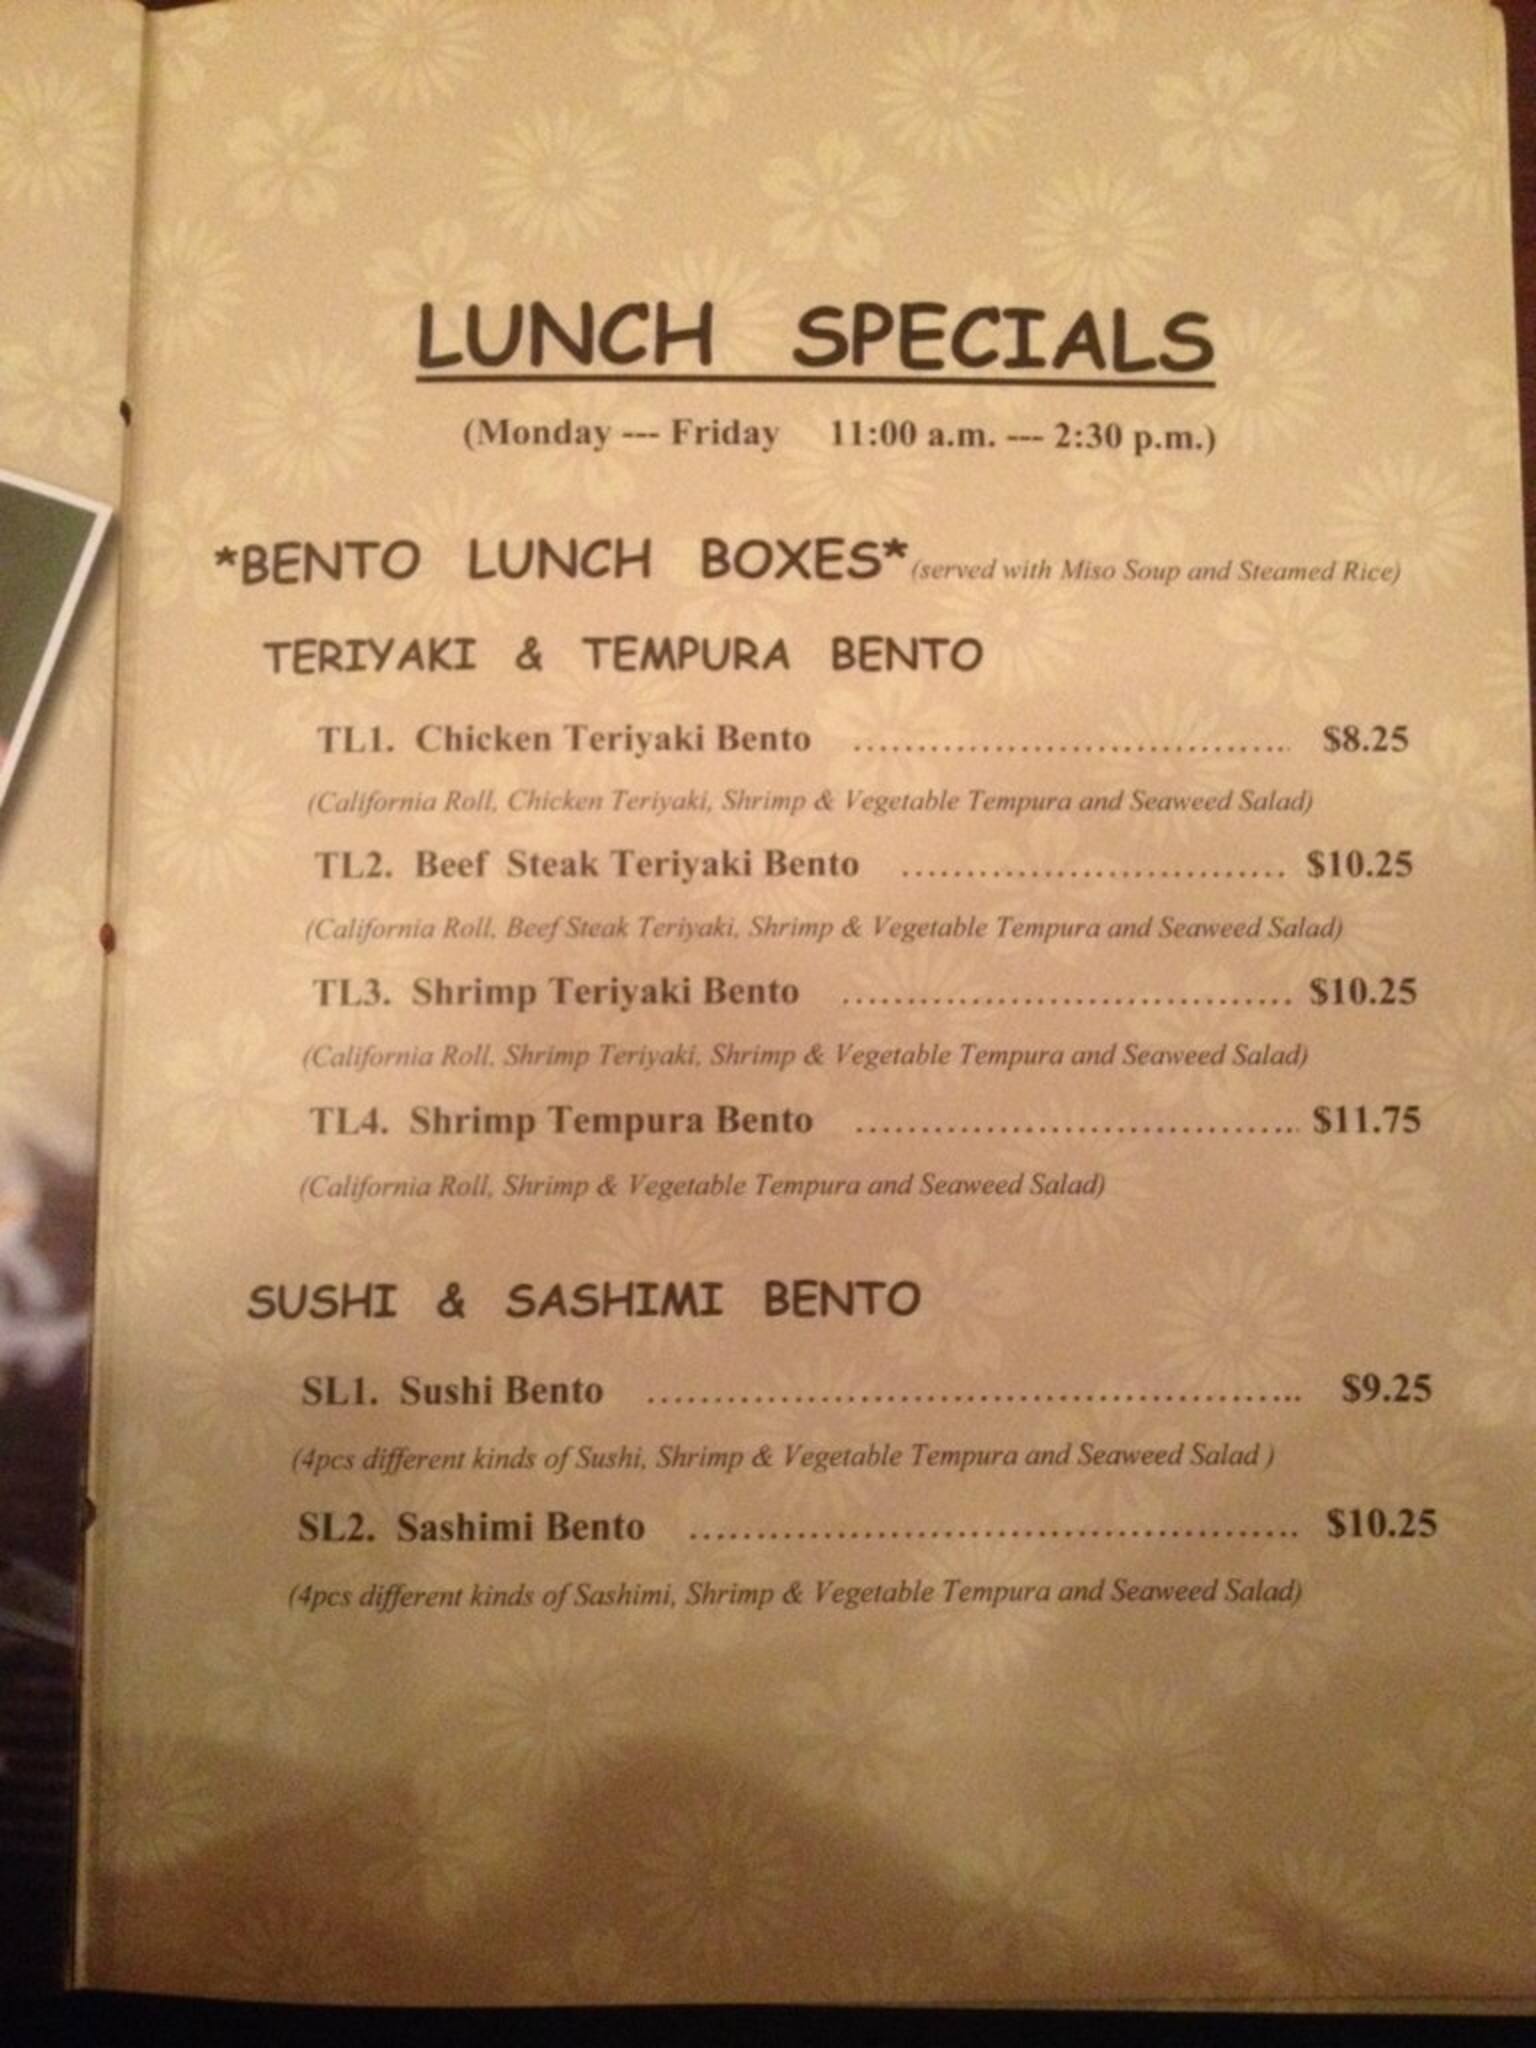 LUNCH SPECIALS
(Monday --- Friday 11:00 a.m. --- 2:30 p.m.)
*BENTO LUNCH BOXES* (served with Miso Soup and Steamed Rice)
TERIYAKI & TEMPURA BENTO
TL1. Chicken Teriyaki Bento ………………………………….. $8.25
(California Roll, Chicken Teriyaki, Shrimp & Vegetable Tempura and Seaweed Salad)
TL2. Beef Steak Teriyaki Bento ……………………………… $10.25
(California Roll, Beef Steak Teriyaki, Shrimp & Vegetable Tempura and Seaweed Salad)
TL3. Shrimp Teriyaki Bento …………………………………… $10.25
(California Roll, Shrimp Teriyaki, Shrimp & Vegetable Tempura and Seaweed Salad)
TL4. Shrimp Tempura Bento ………………………………….. $11.75
(California Roll, Shrimp & Vegetable Tempura and Seaweed Salad)
SUSHI & SASHIMI BENTO
SL1. Sushi Bento …………………………………………………….. $9.25
(4pcs different kinds of Sushi, Shrimp & Vegetable Tempura and Seaweed Salad )
SL2. Sashimi Bento ………………………………………………… $10.25
(4pcs different kinds of Sashimi, Shrimp & Vegetable Tempura and Seaweed Salad)